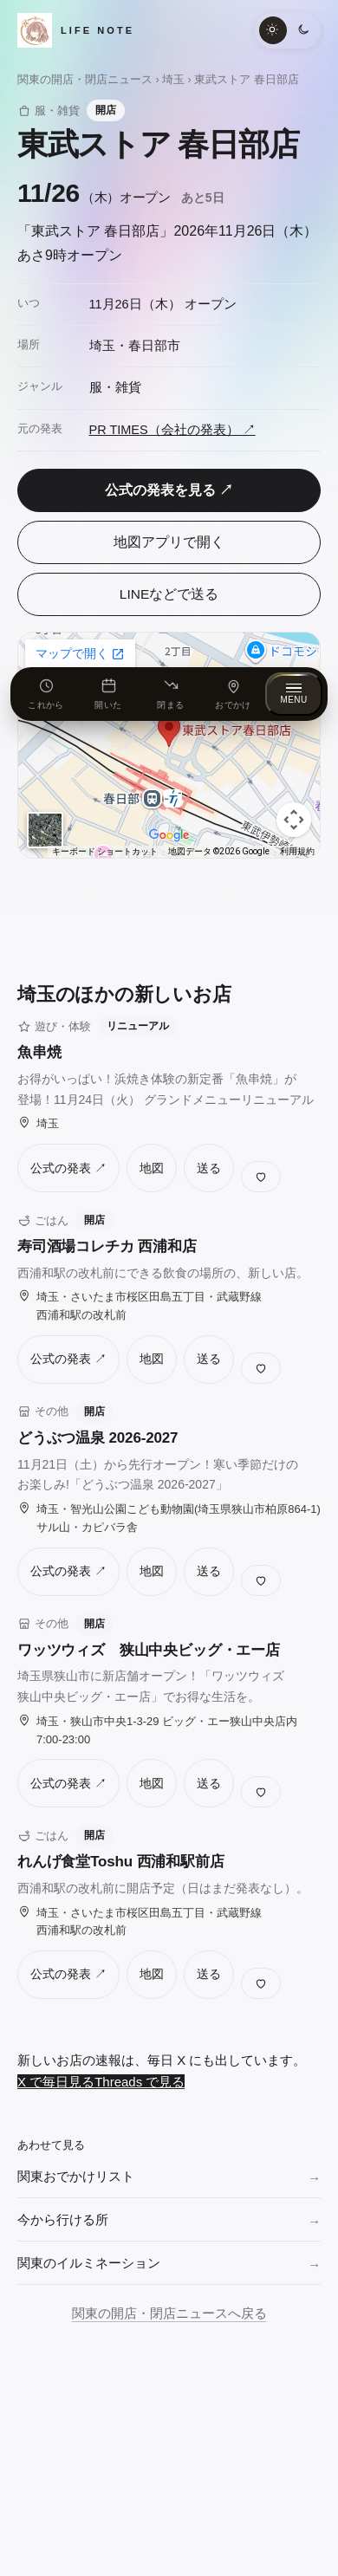 LIFE NOTE
関東の開店・閉店ニュース › 埼玉 › 東武ストア 春日部店
服・雑貨 開店
東武ストア 春日部店
11/26（木）オープン あと5日
「東武ストア 春日部店」2026年11月26日（木）
あさ9時オープン
いつ 11月26日（木） オープン
場所 埼玉・春日部市
ジャンル 服・雑貨
元の発表 PR TIMES（会社の発表） ↗
公式の発表を見る ↗
地図アプリで開く
LINEなどで送る
マップで開く
2丁目
ドコモシ
これから 開いた 閉まる おでかけ MENU
東武ストア春日部店
春日部
東武伊勢崎
Google
キーボード ショートカット 地図データ ©2026 Google 利用規約
埼玉のほかの新しいお店
遊び・体験 リニューアル
魚串焼
お得がいっぱい！浜焼き体験の新定番「魚串焼」が
登場！11月24日（火） グランドメニューリニューアル
埼玉
公式の発表 ↗ 地図 送る
ごはん 開店
寿司酒場コレチカ 西浦和店
西浦和駅の改札前にできる飲食の場所の、新しい店。
埼玉・さいたま市桜区田島五丁目・武蔵野線
西浦和駅の改札前
公式の発表 ↗ 地図 送る
その他 開店
どうぶつ温泉 2026-2027
11月21日（土）から先行オープン！寒い季節だけの
お楽しみ!「どうぶつ温泉 2026-2027」
埼玉・智光山公園こども動物園(埼玉県狭山市柏原864-1)
サル山・カピバラ舎
公式の発表 ↗ 地図 送る
その他 開店
ワッツウィズ　狭山中央ビッグ・エー店
埼玉県狭山市に新店舗オープン！「ワッツウィズ
狭山中央ビッグ・エー店」でお得な生活を。
埼玉・狭山市中央1-3-29 ビッグ・エー狭山中央店内
7:00-23:00
公式の発表 ↗ 地図 送る
ごはん 開店
れんげ食堂Toshu 西浦和駅前店
西浦和駅の改札前に開店予定（日はまだ発表なし）。
埼玉・さいたま市桜区田島五丁目・武蔵野線
西浦和駅の改札前
公式の発表 ↗ 地図 送る
新しいお店の速報は、毎日 X にも出しています。
X で毎日見るThreads で見る
あわせて見る
関東おでかけリスト →
今から行ける所 →
関東のイルミネーション →
関東の開店・閉店ニュースへ戻る